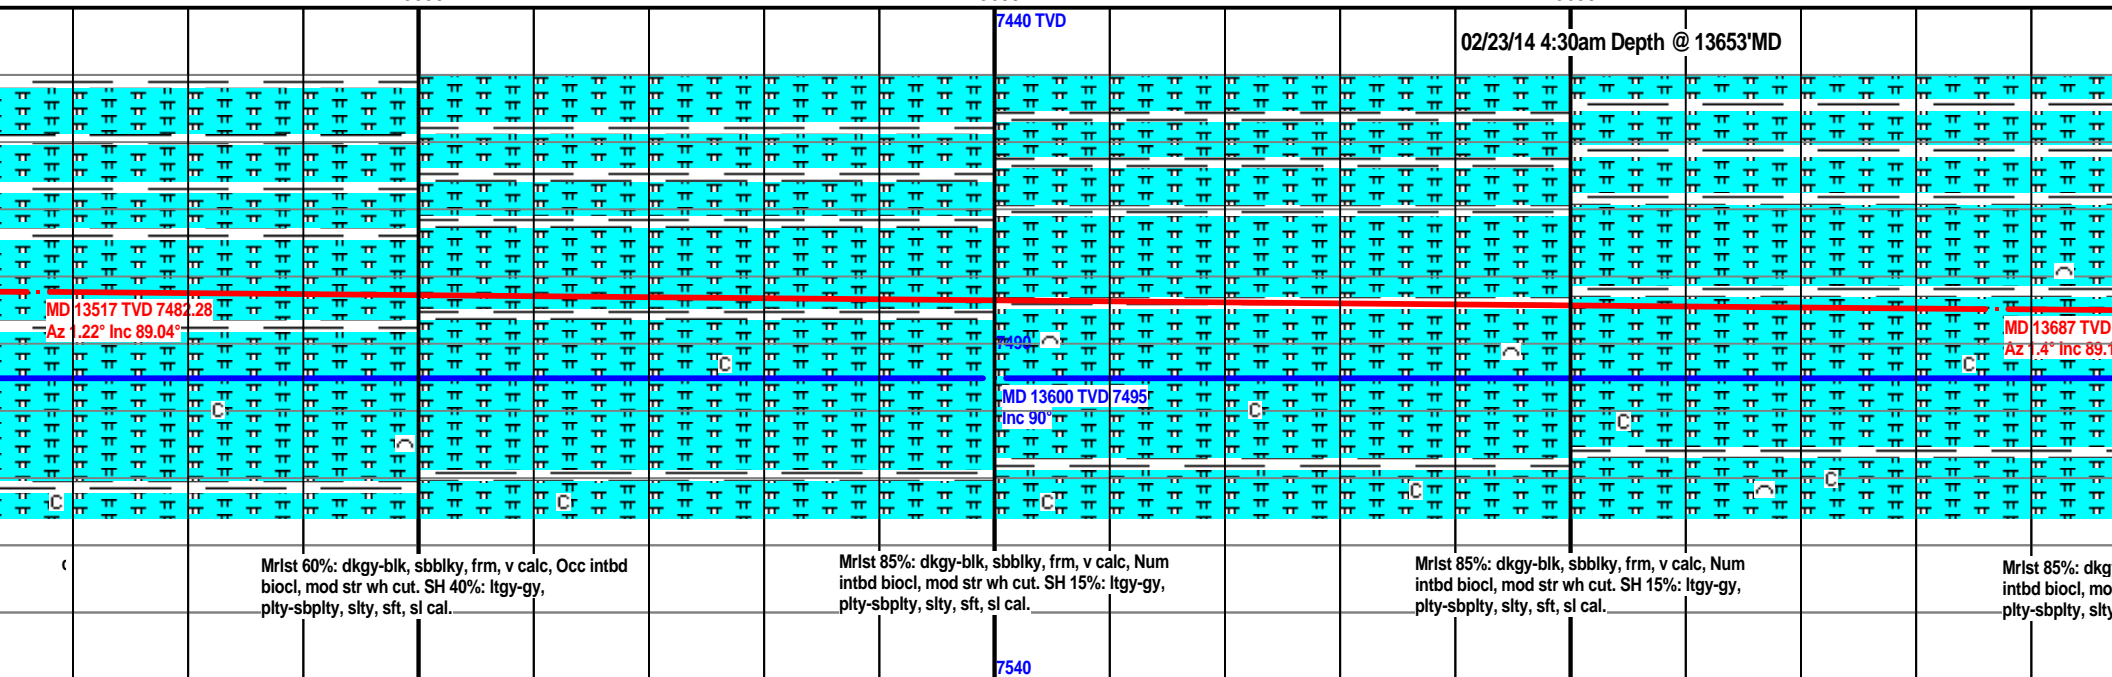 7440 TVD
02/23/14 4:30am Depth @ 13653'MD
MD 13517 TVD 7482.28
Az 1.22° Inc 89.04°
7490
MD 13687 TVD
Az 1.4° Inc 89.1
C
C
C
MD 13600 TVD 7495
Inc 90°
C
C
C
C
C
C
C
Mrlst 60%: dkgy-blk, sbblky, frm, v calc, Occ intbd
biocl, mod str wh cut. SH 40%: ltgy-gy,
plty-sbplty, slty, sft, sl cal.
Mrlst 85%: dkgy-blk, sbblky, frm, v calc, Num
intbd biocl, mod str wh cut. SH 15%: ltgy-gy,
plty-sbplty, slty, sft, sl cal.
Mrlst 85%: dkgy-blk, sbblky, frm, v calc, Num
intbd biocl, mod str wh cut. SH 15%: ltgy-gy,
plty-sbplty, slty, sft, sl cal.
Mrlst 85%: dkg
intbd biocl, mo
plty-sbplty, slty
7540